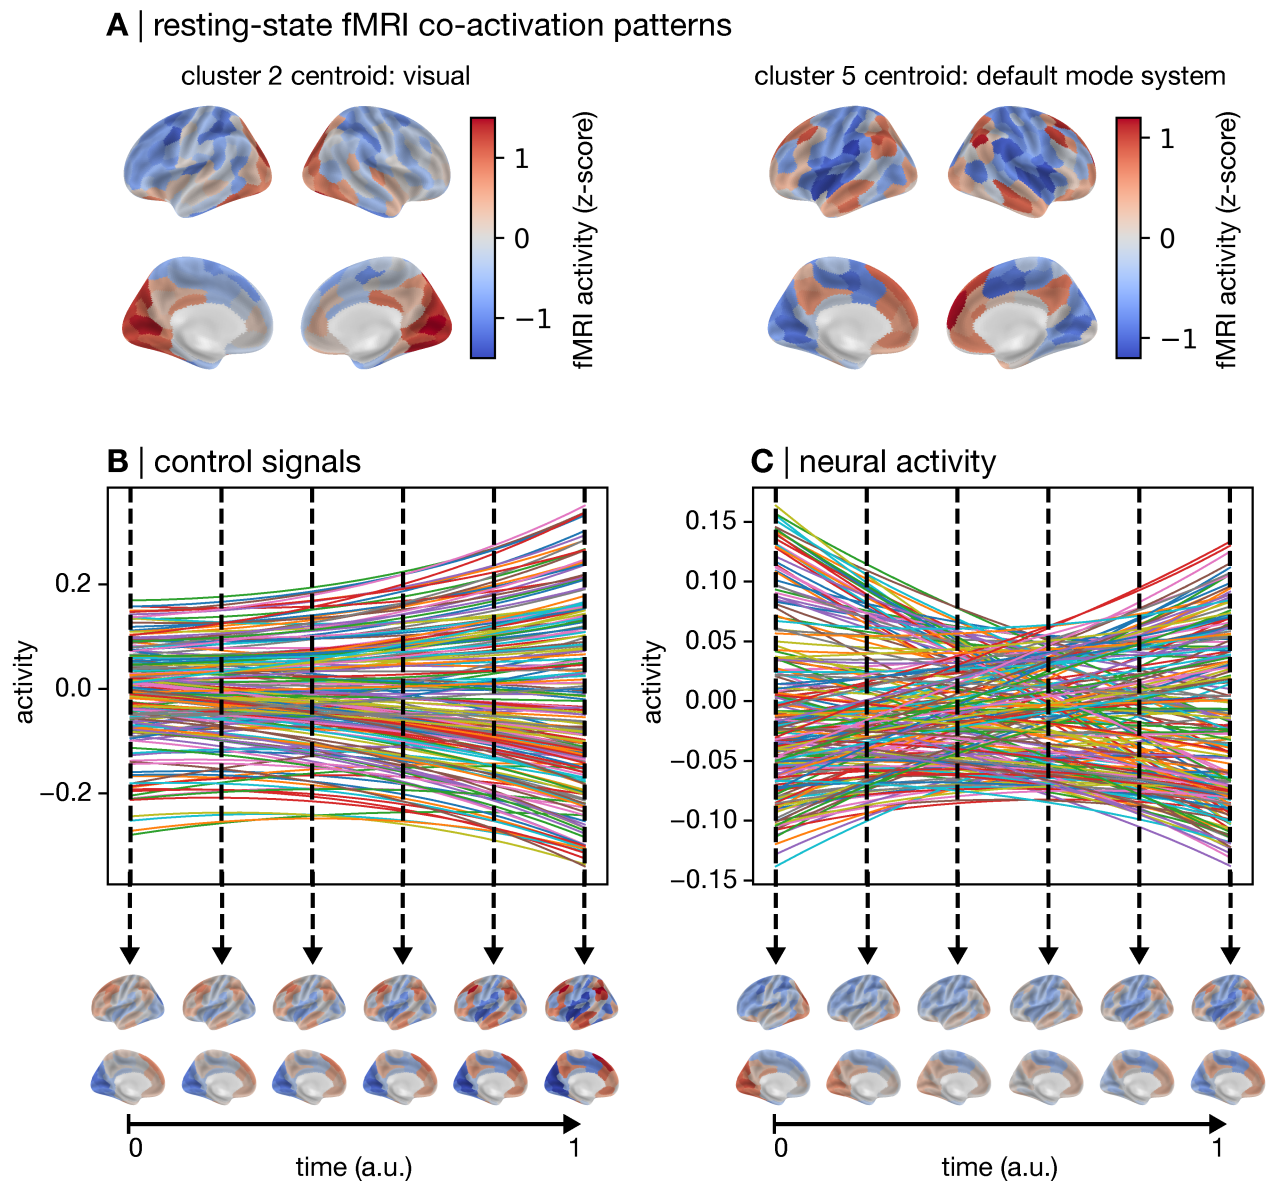 A | resting-state fMRI co-activation patterns
cluster 2 centroid: visual
1
0
−1
fMRI activity (z-score)
cluster 5 centroid: default mode system
1
0
−1
fMRI activity (z-score)
B | control signals
activity
0.2
0.0
−0.2
0
1
time (a.u.)
C | neural activity
activity
0.15
0.10
0.05
0.00
−0.05
−0.10
−0.15
0
1
time (a.u.)